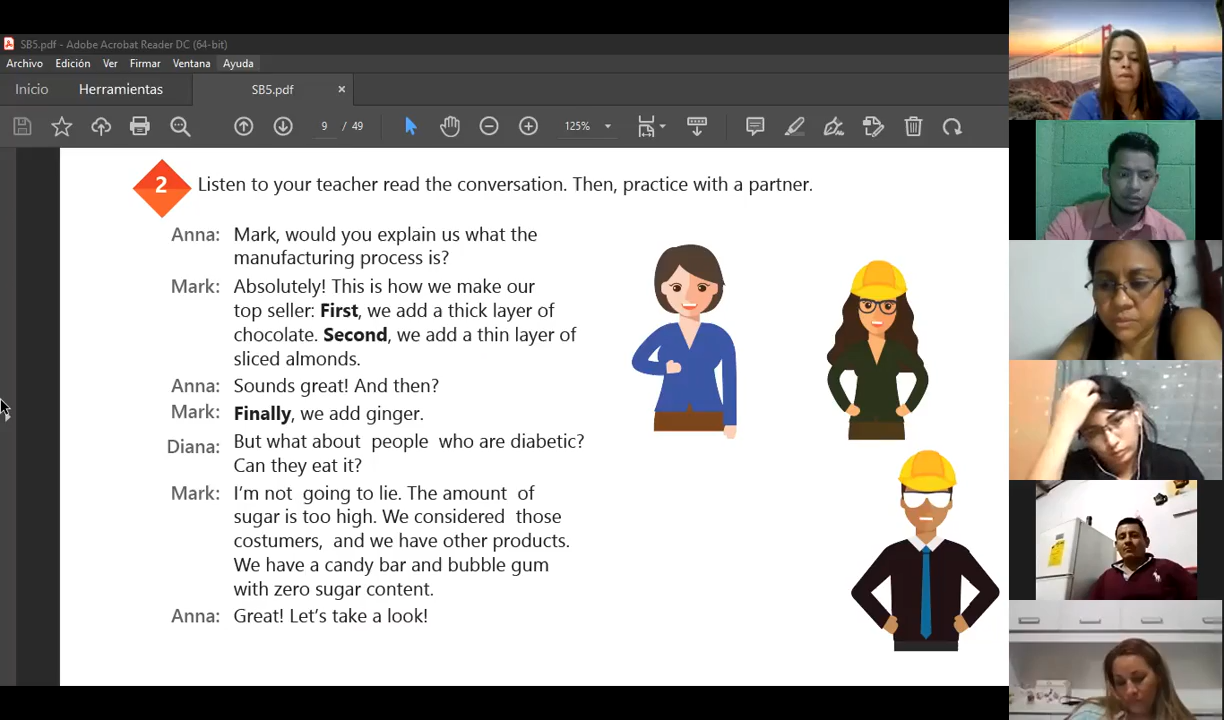 SB5.pdf - Adobe Acrobat Reader DC (64-bit)
Archivo Edición Ver Firmar Ventana Ayuda
Inicio Herramientas SB5.pdf ×
9 / 49 125%
2 Listen to your teacher read the conversation. Then, practice with a partner.
Anna: Mark, would you explain us what the
manufacturing process is?
Mark: Absolutely! This is how we make our
top seller: First, we add a thick layer of
chocolate. Second, we add a thin layer of
sliced almonds.
Anna: Sounds great! And then?
Mark: Finally, we add ginger.
Diana: But what about people who are diabetic?
Can they eat it?
Mark: I'm not going to lie. The amount of
sugar is too high. We considered those
costumers, and we have other products.
We have a candy bar and bubble gum
with zero sugar content.
Anna: Great! Let's take a look!